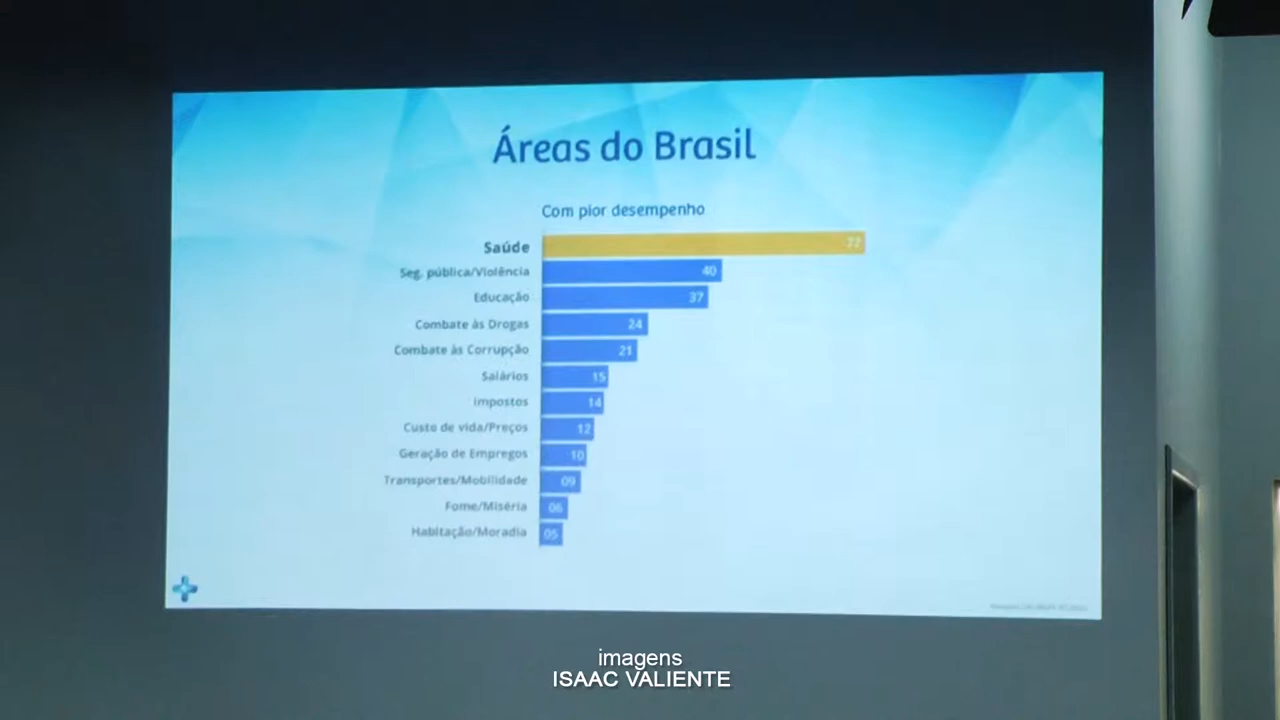 Áreas do Brasil
Com pior desempenho
Saúde 77
Seg. pública/Violência 40
Educação 37
Combate às Drogas 24
Combate às Corrupção 21
Salários 15
Impostos 14
Custo de vida/Preços 12
Geração de Empregos 10
Transportes/Mobilidade 09
Fome/Miséria 06
Habitação/Moradia 05
imagens
ISAAC VALIENTE